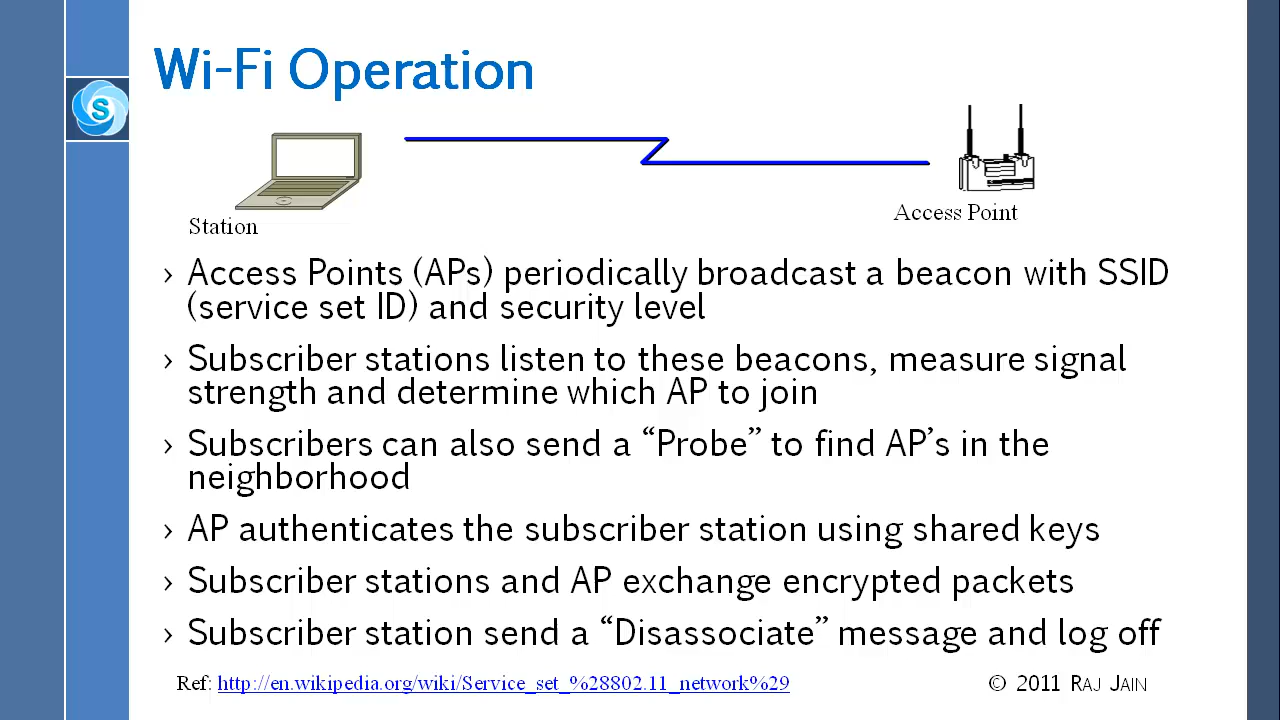 Wi-Fi Operation
S
Station
Access Point
› Access Points (APs) periodically broadcast a beacon with SSID
(service set ID) and security level
› Subscriber stations listen to these beacons, measure signal
strength and determine which AP to join
› Subscribers can also send a “Probe” to find AP’s in the
neighborhood
› AP authenticates the subscriber station using shared keys
› Subscriber stations and AP exchange encrypted packets
› Subscriber station send a “Disassociate” message and log off
Ref: http://en.wikipedia.org/wiki/Service_set_%28802.11_network%29
© 2011 RAJ JAIN